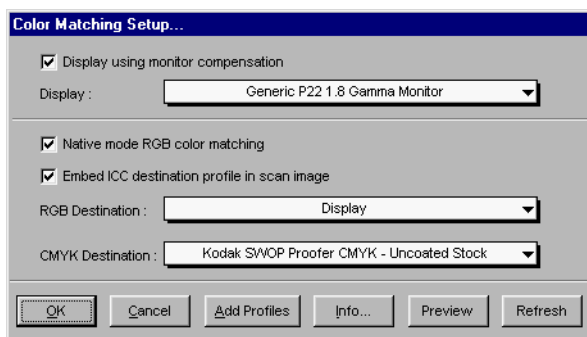 Color Matching Setup...
Display using monitor compensation
Display : Generic P22 1.8 Gamma Monitor
Native mode RGB color matching
Embed ICC destination profile in scan image
RGB Destination : Display
CMYK Destination : Kodak SWOP Proofer CMYK - Uncoated Stock
OK Cancel Add Profiles Info... Preview Refresh